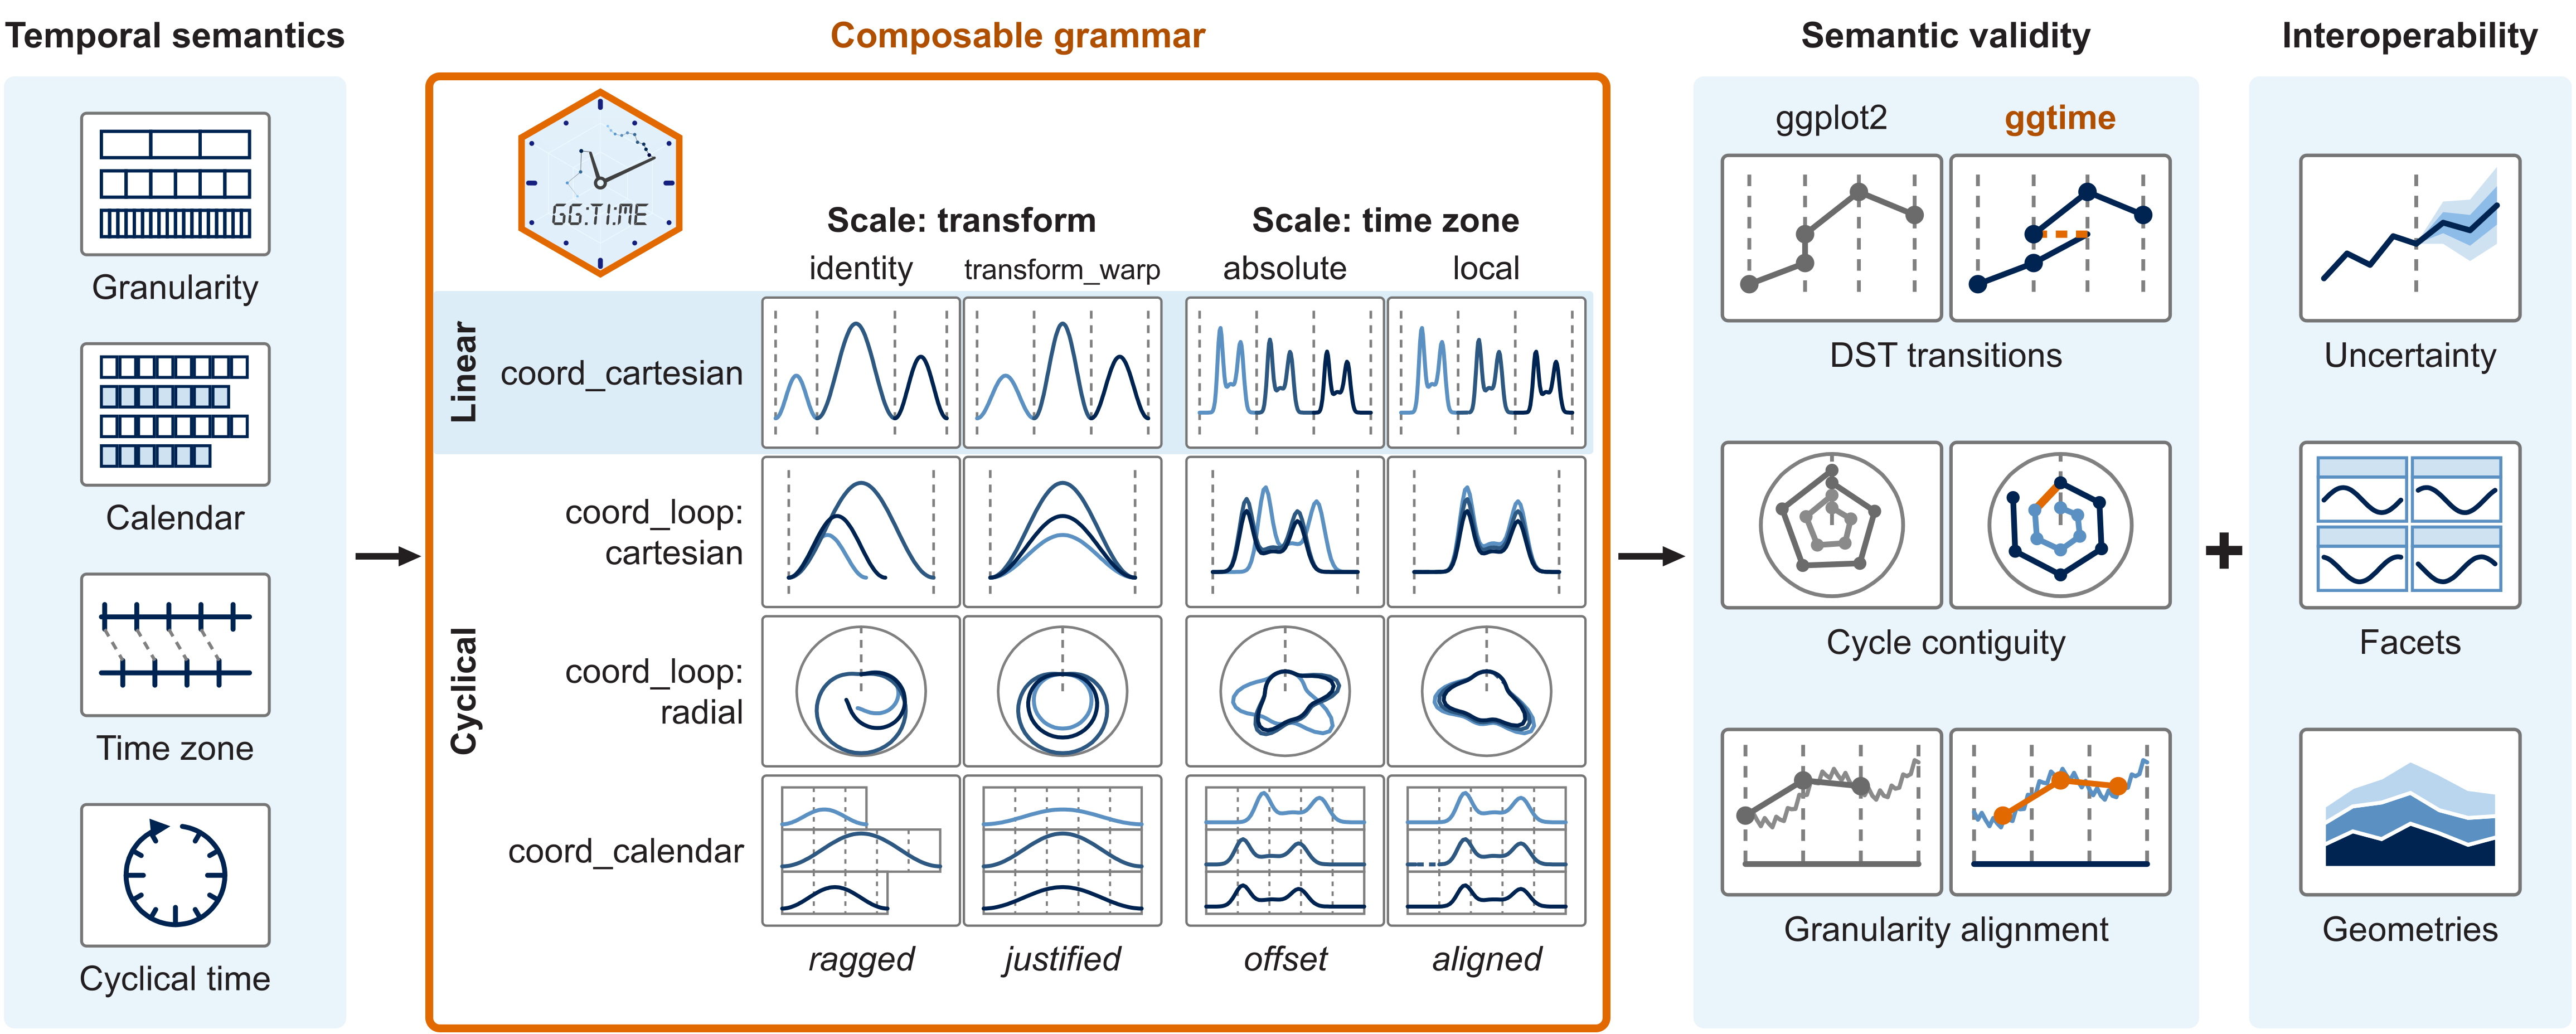 Temporal semantics
Granularity
Calendar
Time zone
Cyclical time
Composable grammar
GG:TI:ME
Scale: transform
Scale: time zone
identity
transform_warp
absolute
local
Linear
coord_cartesian
Cyclical
coord_loop:
cartesian
coord_loop:
radial
coord_calendar
ragged
justified
offset
aligned
Semantic validity
ggplot2
ggtime
DST transitions
Cycle contiguity
Granularity alignment
+
Interoperability
Uncertainty
Facets
Geometries